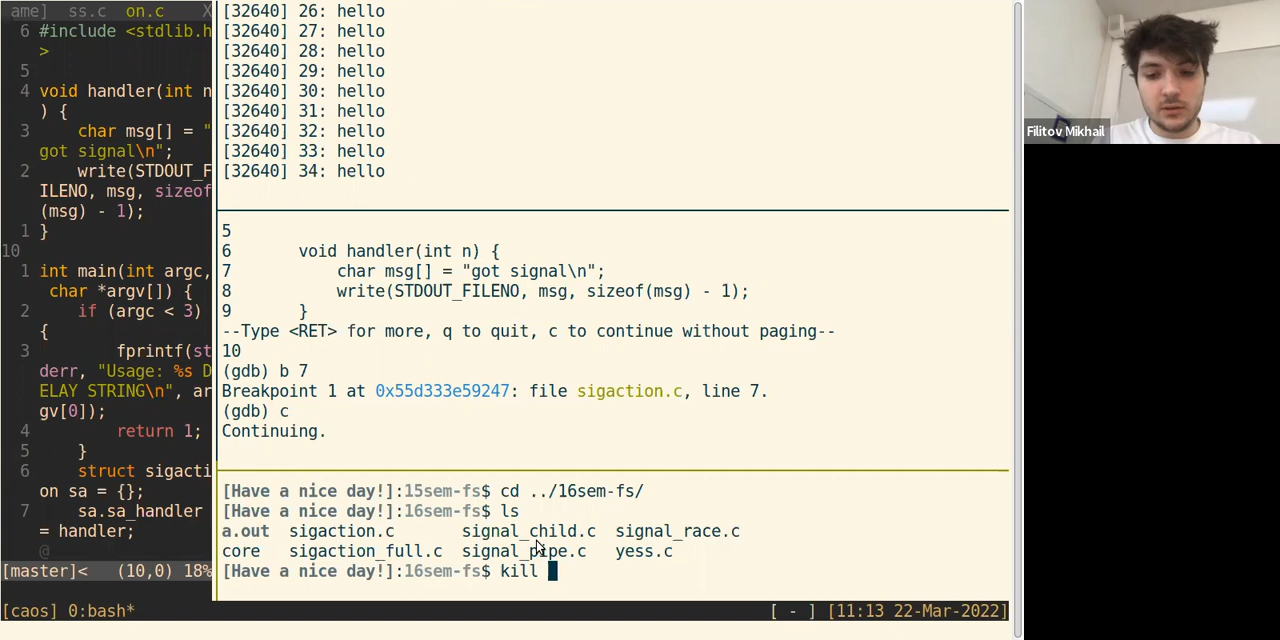 ame]  ss.c  on.c  X
6 #include <stdlib.h
>
5
4 void handler(int n
) {
3     char msg[] = "
got signal\n";
2     write(STDOUT_F
ILENO, msg, sizeof
(msg) - 1);
1 }
10
1 int main(int argc,
 char *argv[]) {
2     if (argc < 3)
{
3         fprintf(st
derr, "Usage: %s D
ELAY STRING\n", ar
gv[0]);
4         return 1;
5     }
6     struct sigacti
on sa = {};
7     sa.sa_handler
= handler;
@
[master]<   (10,0) 18%
[32640] 26: hello
[32640] 27: hello
[32640] 28: hello
[32640] 29: hello
[32640] 30: hello
[32640] 31: hello
[32640] 32: hello
[32640] 33: hello
[32640] 34: hello
5
6       void handler(int n) {
7           char msg[] = "got signal\n";
8           write(STDOUT_FILENO, msg, sizeof(msg) - 1);
9       }
--Type <RET> for more, q to quit, c to continue without paging--
10
(gdb) b 7
Breakpoint 1 at 0x55d333e59247: file sigaction.c, line 7.
(gdb) c
Continuing.
[Have a nice day!]:15sem-fs$ cd ../16sem-fs/
[Have a nice day!]:16sem-fs$ ls
a.out  sigaction.c       signal_child.c  signal_race.c
core   sigaction_full.c  signal_pipe.c   yess.c
[Have a nice day!]:16sem-fs$ kill
[caos] 0:bash*   [ - ] [11:13 22-Mar-2022]
Filitov Mikhail